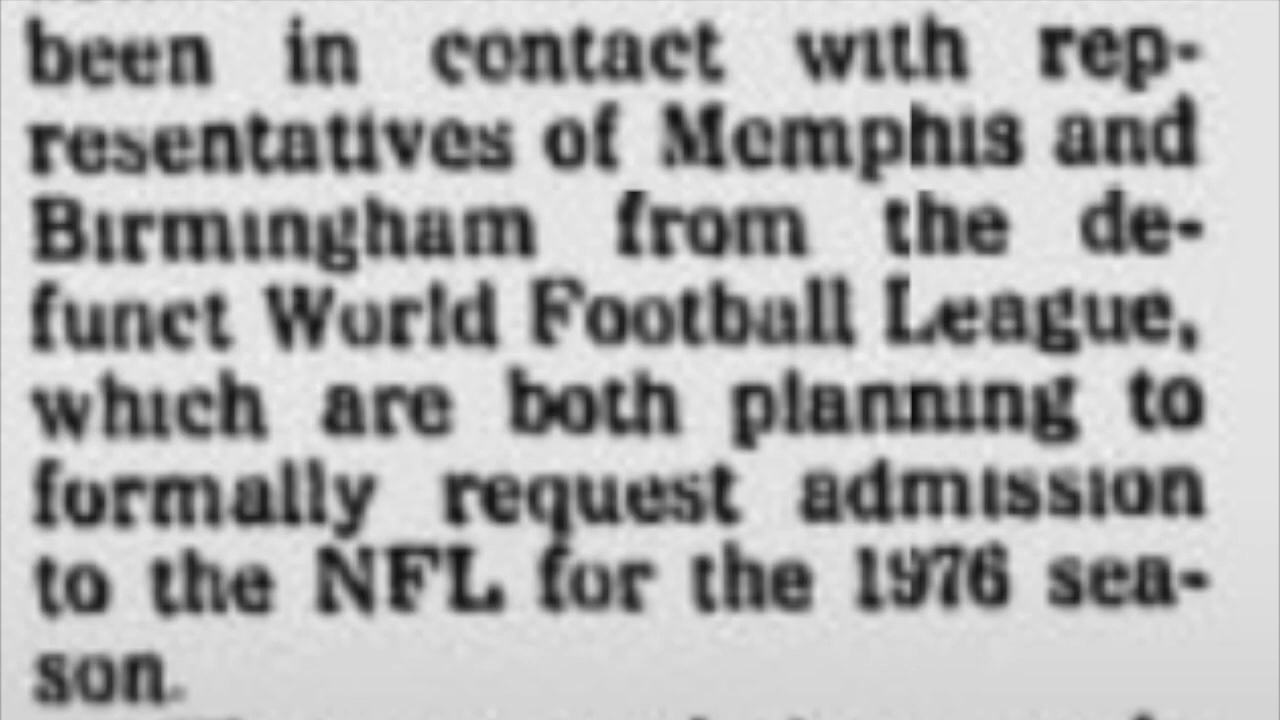 been in contact with rep-
resentatives of Memphis and
Birmingham from the de-
funct World Football League,
which are both planning to
formally request admission
to the NFL for the 1976 sea-
son.